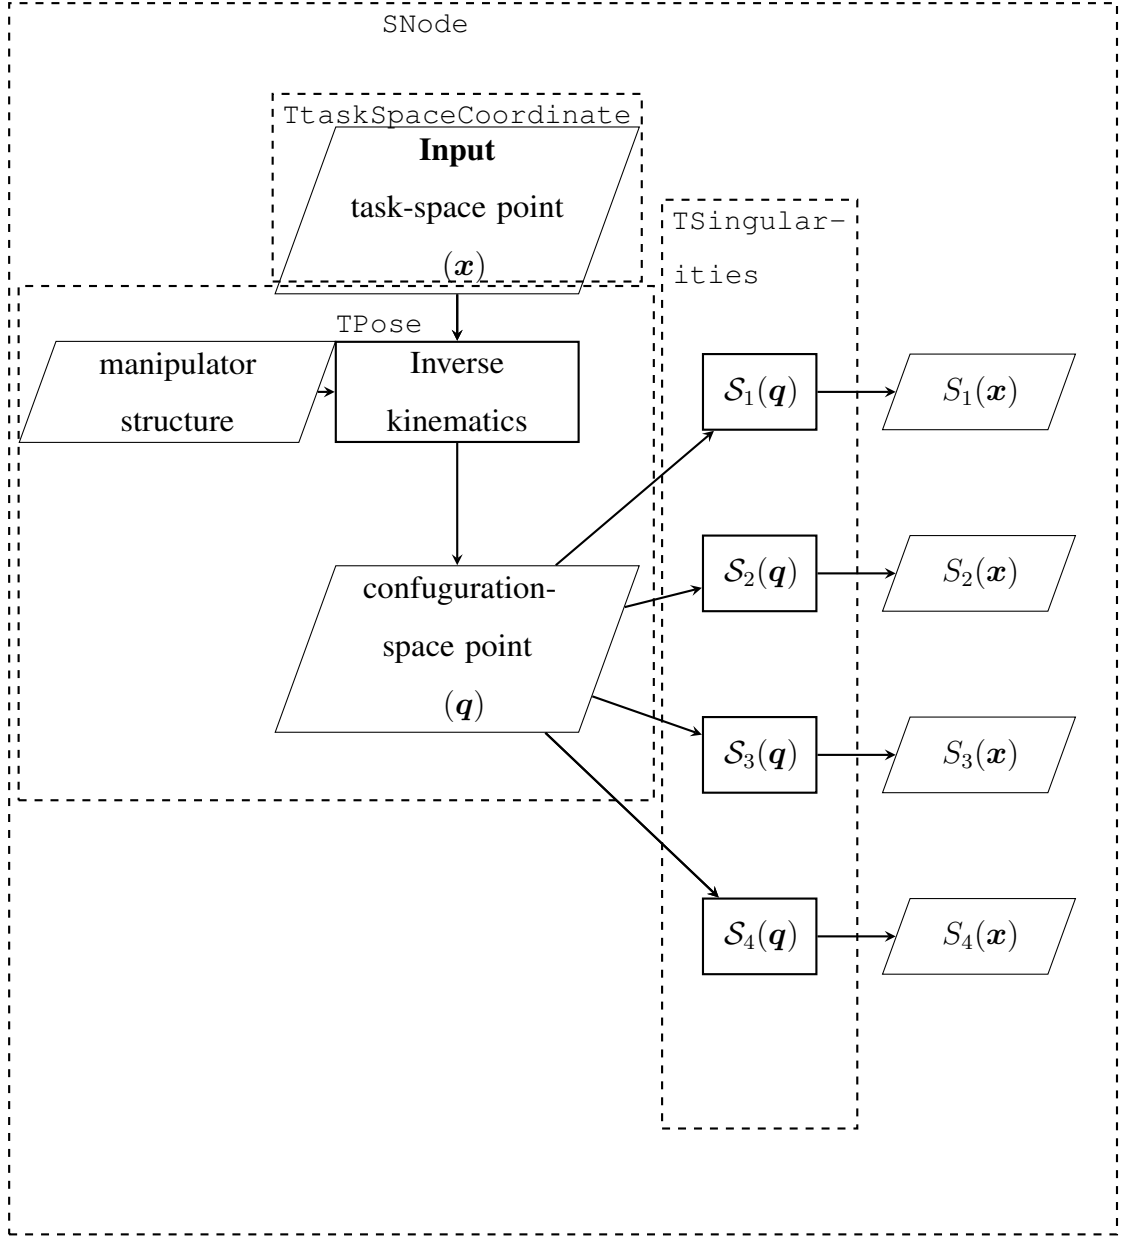 SNode
TtaskSpaceCoordinate
Input
task-space point
(x)
TSingular-
ities
TPose
manipulator
structure
Inverse
kinematics
S₁(q)
S₁(x)
confuguration-
space point
(q)
S₂(q)
S₂(x)
S₃(q)
S₃(x)
S₄(q)
S₄(x)